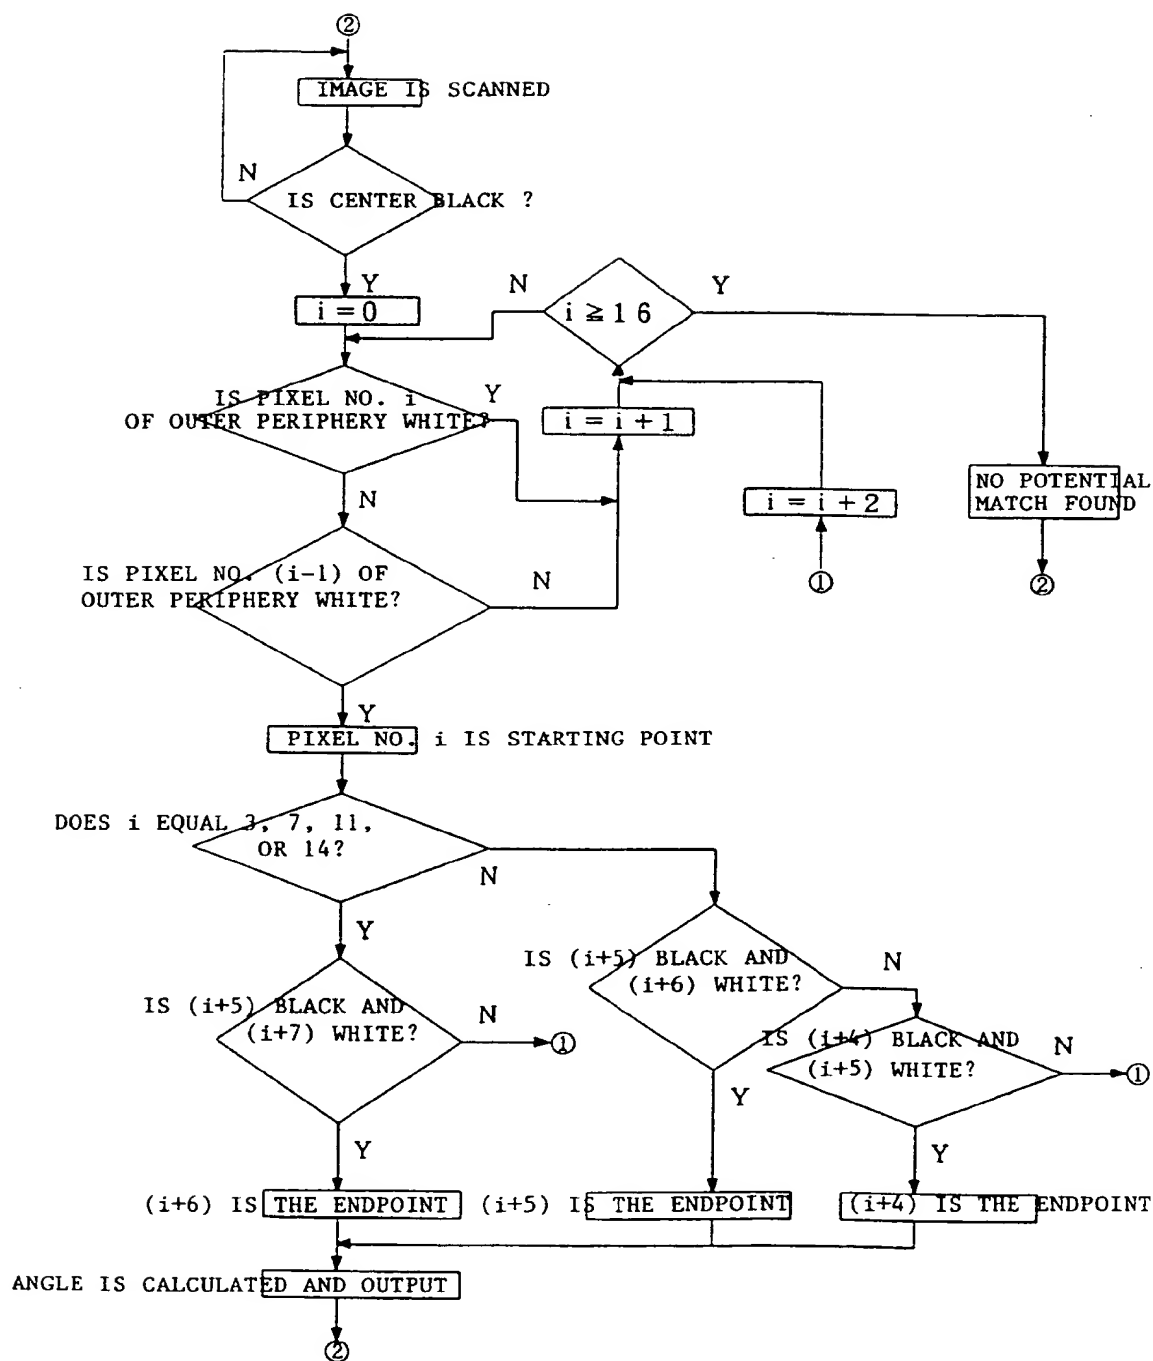 ②
IMAGE IS SCANNED
N
IS CENTER BLACK ?
Y
N
Y
i = 0
i ≧ 1 6
IS PIXEL NO. i
OF OUTER PERIPHERY WHITE?
Y
i = i + 1
N
i = i + 2
NO POTENTIAL
MATCH FOUND
IS PIXEL NO. (i-1) OF
OUTER PERIPHERY WHITE?
N
①
②
Y
PIXEL NO. i IS STARTING POINT
DOES i EQUAL 3, 7, 11,
OR 14?
N
Y
IS (i+5) BLACK AND
(i+6) WHITE?
N
IS (i+5) BLACK AND
(i+7) WHITE?
N
①
IS (i+4) BLACK AND
(i+5) WHITE?
N
①
Y
Y
Y
(i+6) IS THE ENDPOINT
(i+5) IS THE ENDPOINT
(i+4) IS THE ENDPOINT
ANGLE IS CALCULATED AND OUTPUT
②